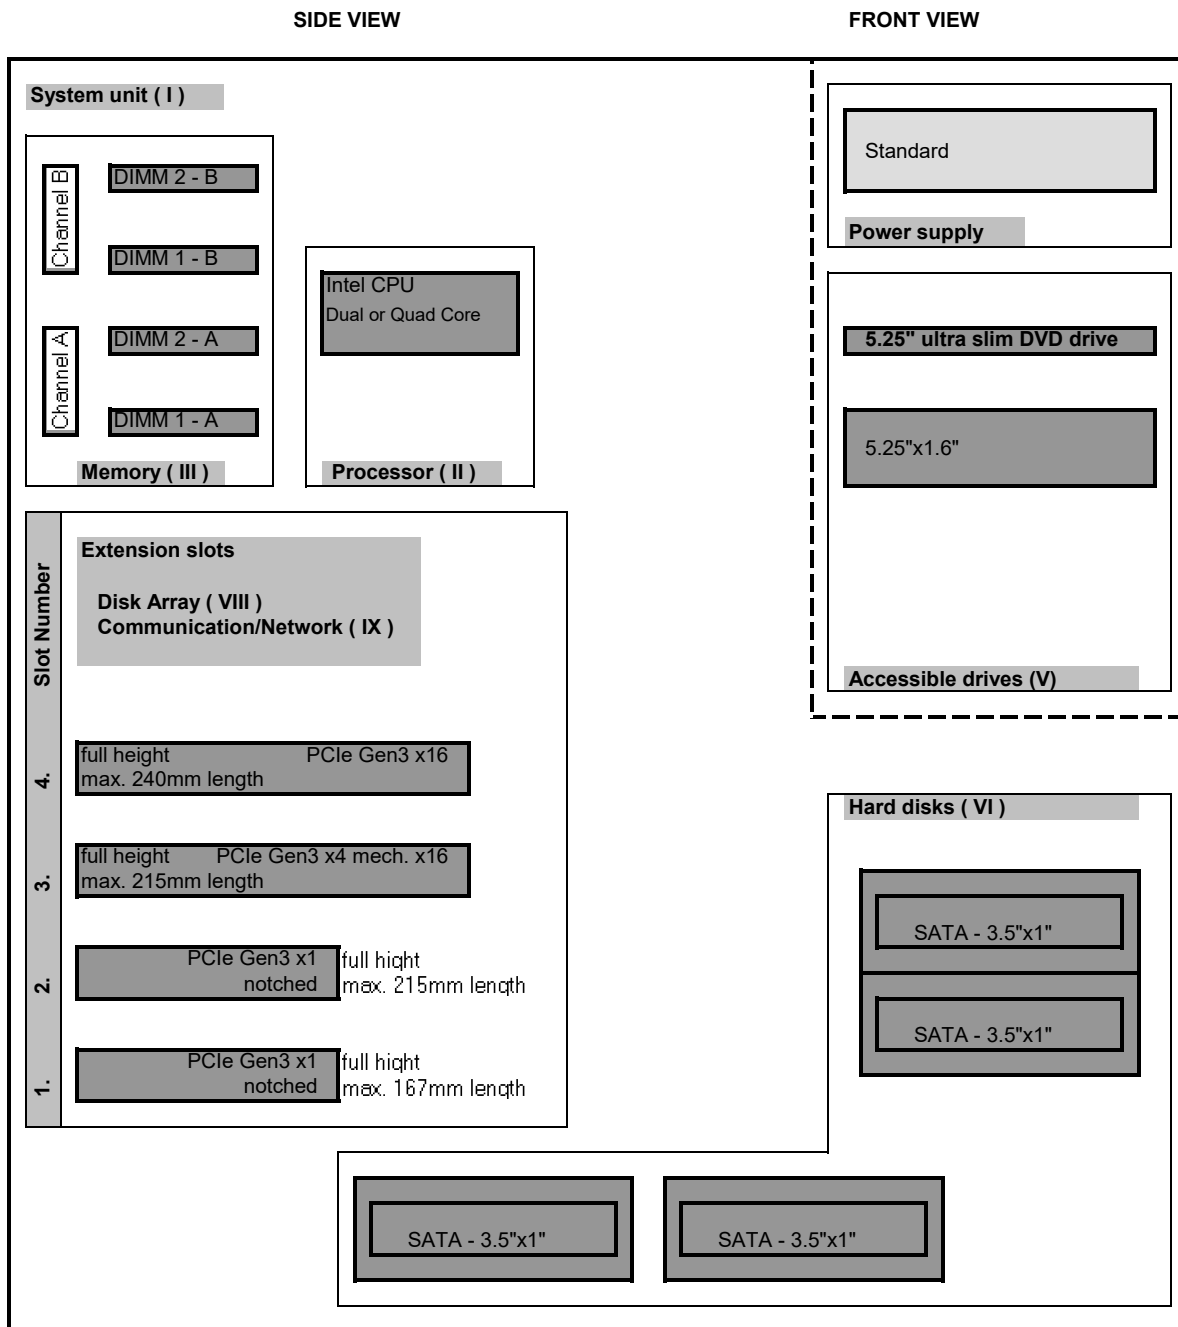 SIDE VIEW
FRONT VIEW
System unit ( I )
Channel B
DIMM 2 - B
DIMM 1 - B
Channel A
DIMM 2 - A
DIMM 1 - A
Memory ( III )
Intel CPU
Dual or Quad Core
Processor ( II )
Standard
Power supply
5.25" ultra slim DVD drive
5.25"x1.6"
Accessible drives (V)
Slot Number
Extension slots
Disk Array ( VIII )
Communication/Network ( IX )
4.
full height PCIe Gen3 x16
max. 240mm length
3.
full height PCIe Gen3 x4 mech. x16
max. 215mm length
2.
PCIe Gen3 x1
notched
full hight
max. 215mm length
1.
PCIe Gen3 x1
notched
full hight
max. 167mm length
Hard disks ( VI )
SATA - 3.5"x1"
SATA - 3.5"x1"
SATA - 3.5"x1"
SATA - 3.5"x1"